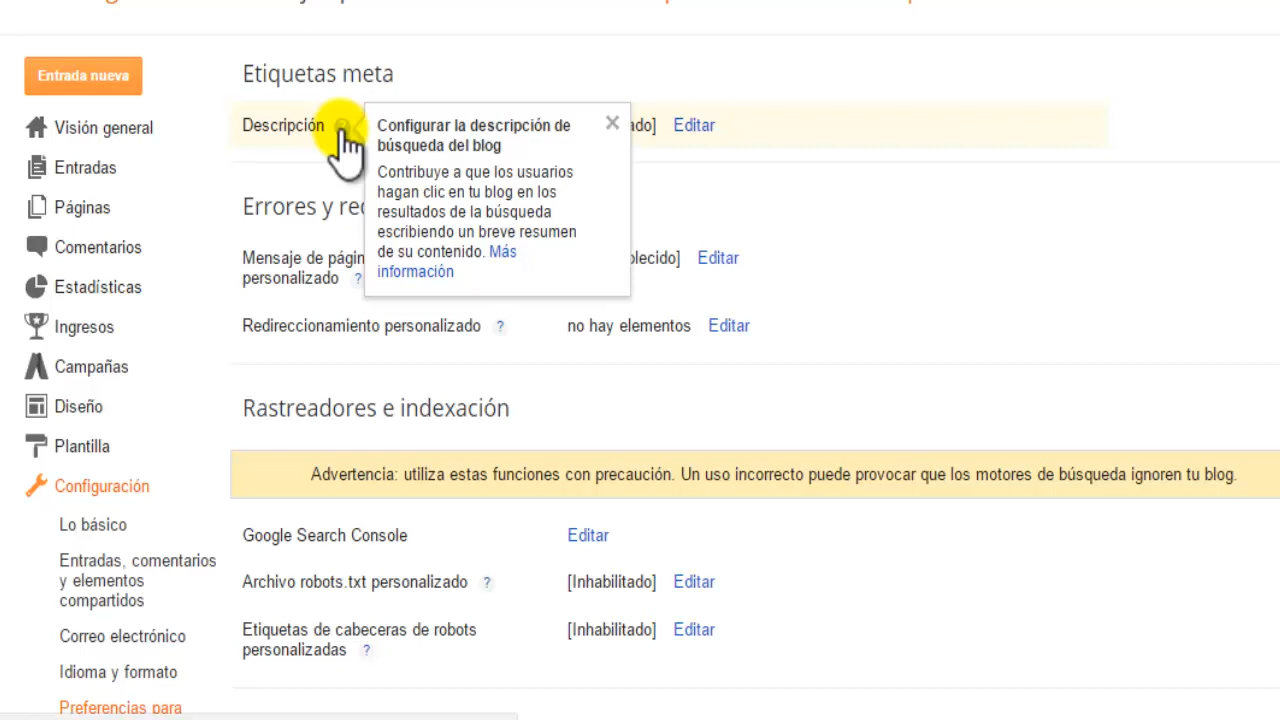 Entrada nueva
Visión general
Entradas
Páginas
Comentarios
Estadísticas
Ingresos
Campañas
Diseño
Plantilla
Configuración
Lo básico
Entradas, comentarios
y elementos
compartidos
Correo electrónico
Idioma y formato
Preferencias para
Etiquetas meta
Descripción ado] Editar
Configurar la descripción de
búsqueda del blog
Contribuye a que los usuarios
hagan clic en tu blog en los
resultados de la búsqueda
escribiendo un breve resumen
de su contenido. Más
información
Errores y re
Mensaje de págin
personalizado ?
blecido] Editar
Redireccionamiento personalizado ? no hay elementos Editar
Rastreadores e indexación
Advertencia: utiliza estas funciones con precaución. Un uso incorrecto puede provocar que los motores de búsqueda ignoren tu blog.
Google Search Console Editar
Archivo robots.txt personalizado ? [Inhabilitado] Editar
Etiquetas de cabeceras de robots
personalizadas ?
[Inhabilitado] Editar